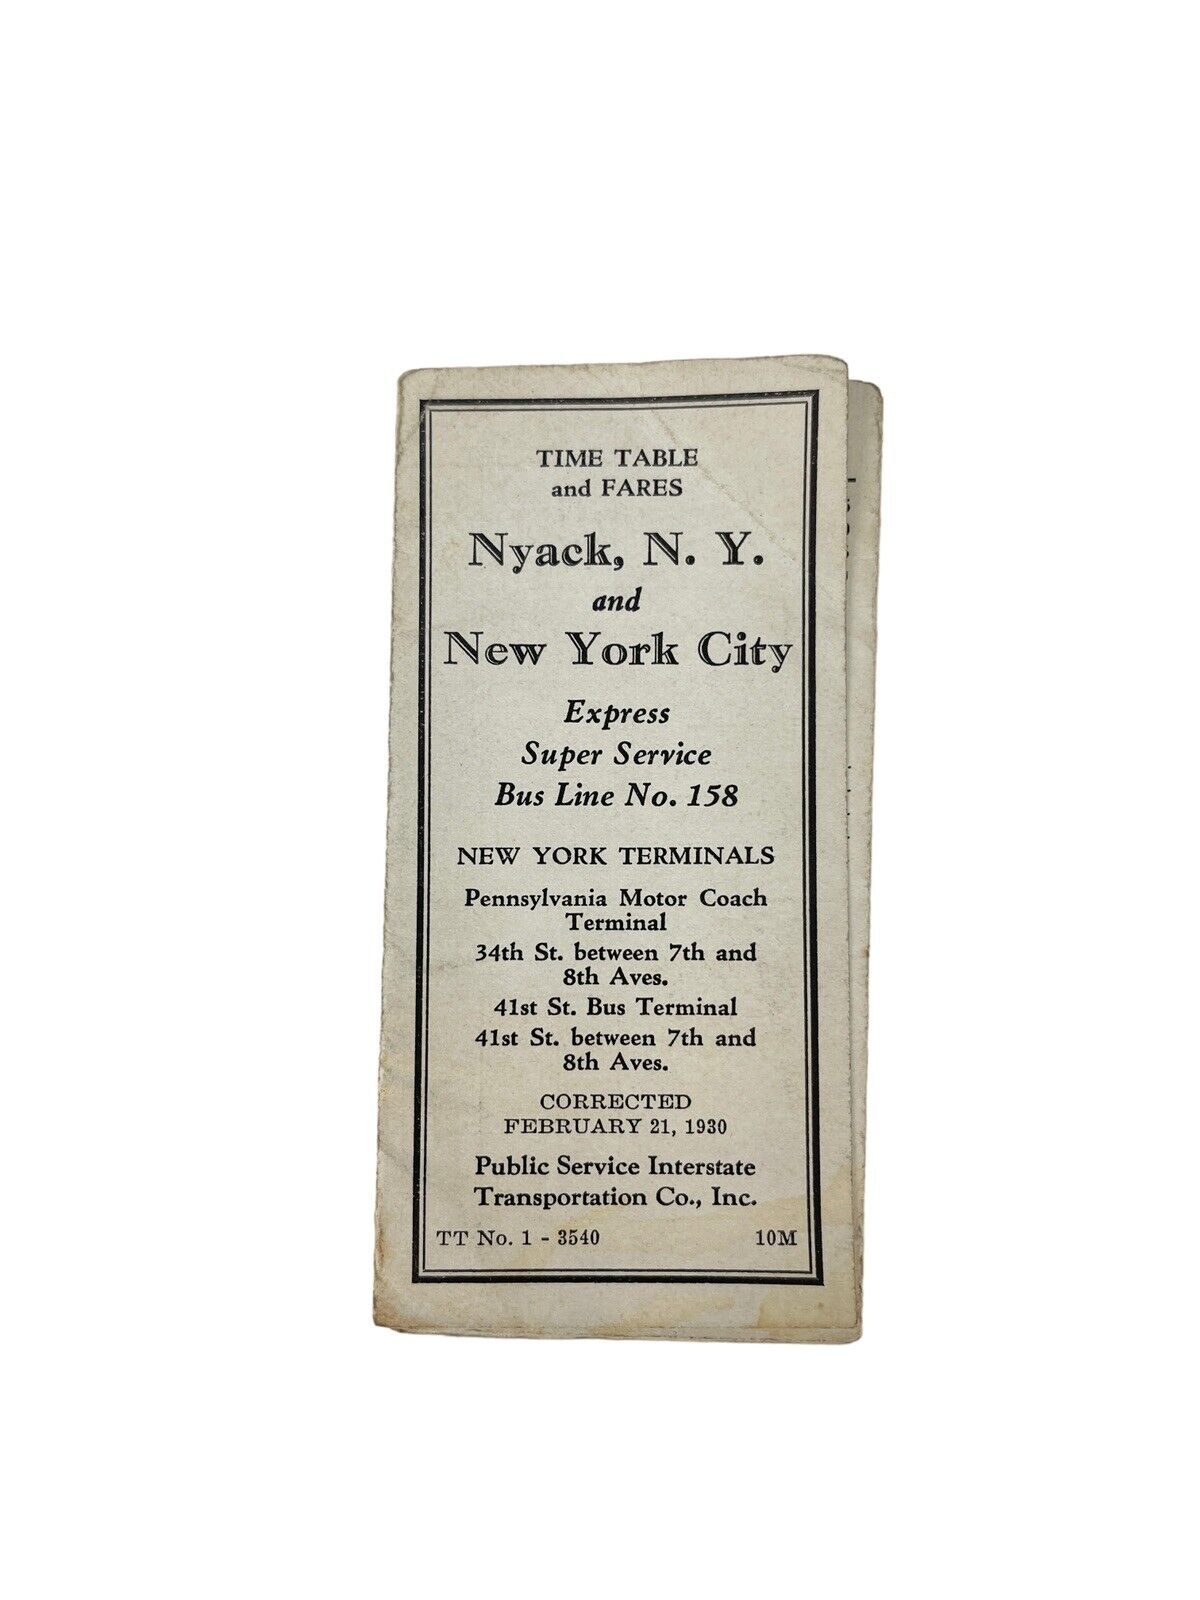 TIME TABLE
and FARES
Nyack, N. Y.
and
New York City
Express
Super Service
Bus Line No. 158
NEW YORK TERMINALS
Pennsylvania Motor Coach
Terminal
34th St. between 7th and
8th Aves.
41st St. Bus Terminal
41st St. between 7th and
8th Aves.
CORRECTED
FEBRUARY 21, 1930
Public Service Interstate
Transportation Co., Inc.
TT No. 1 - 3540 10M